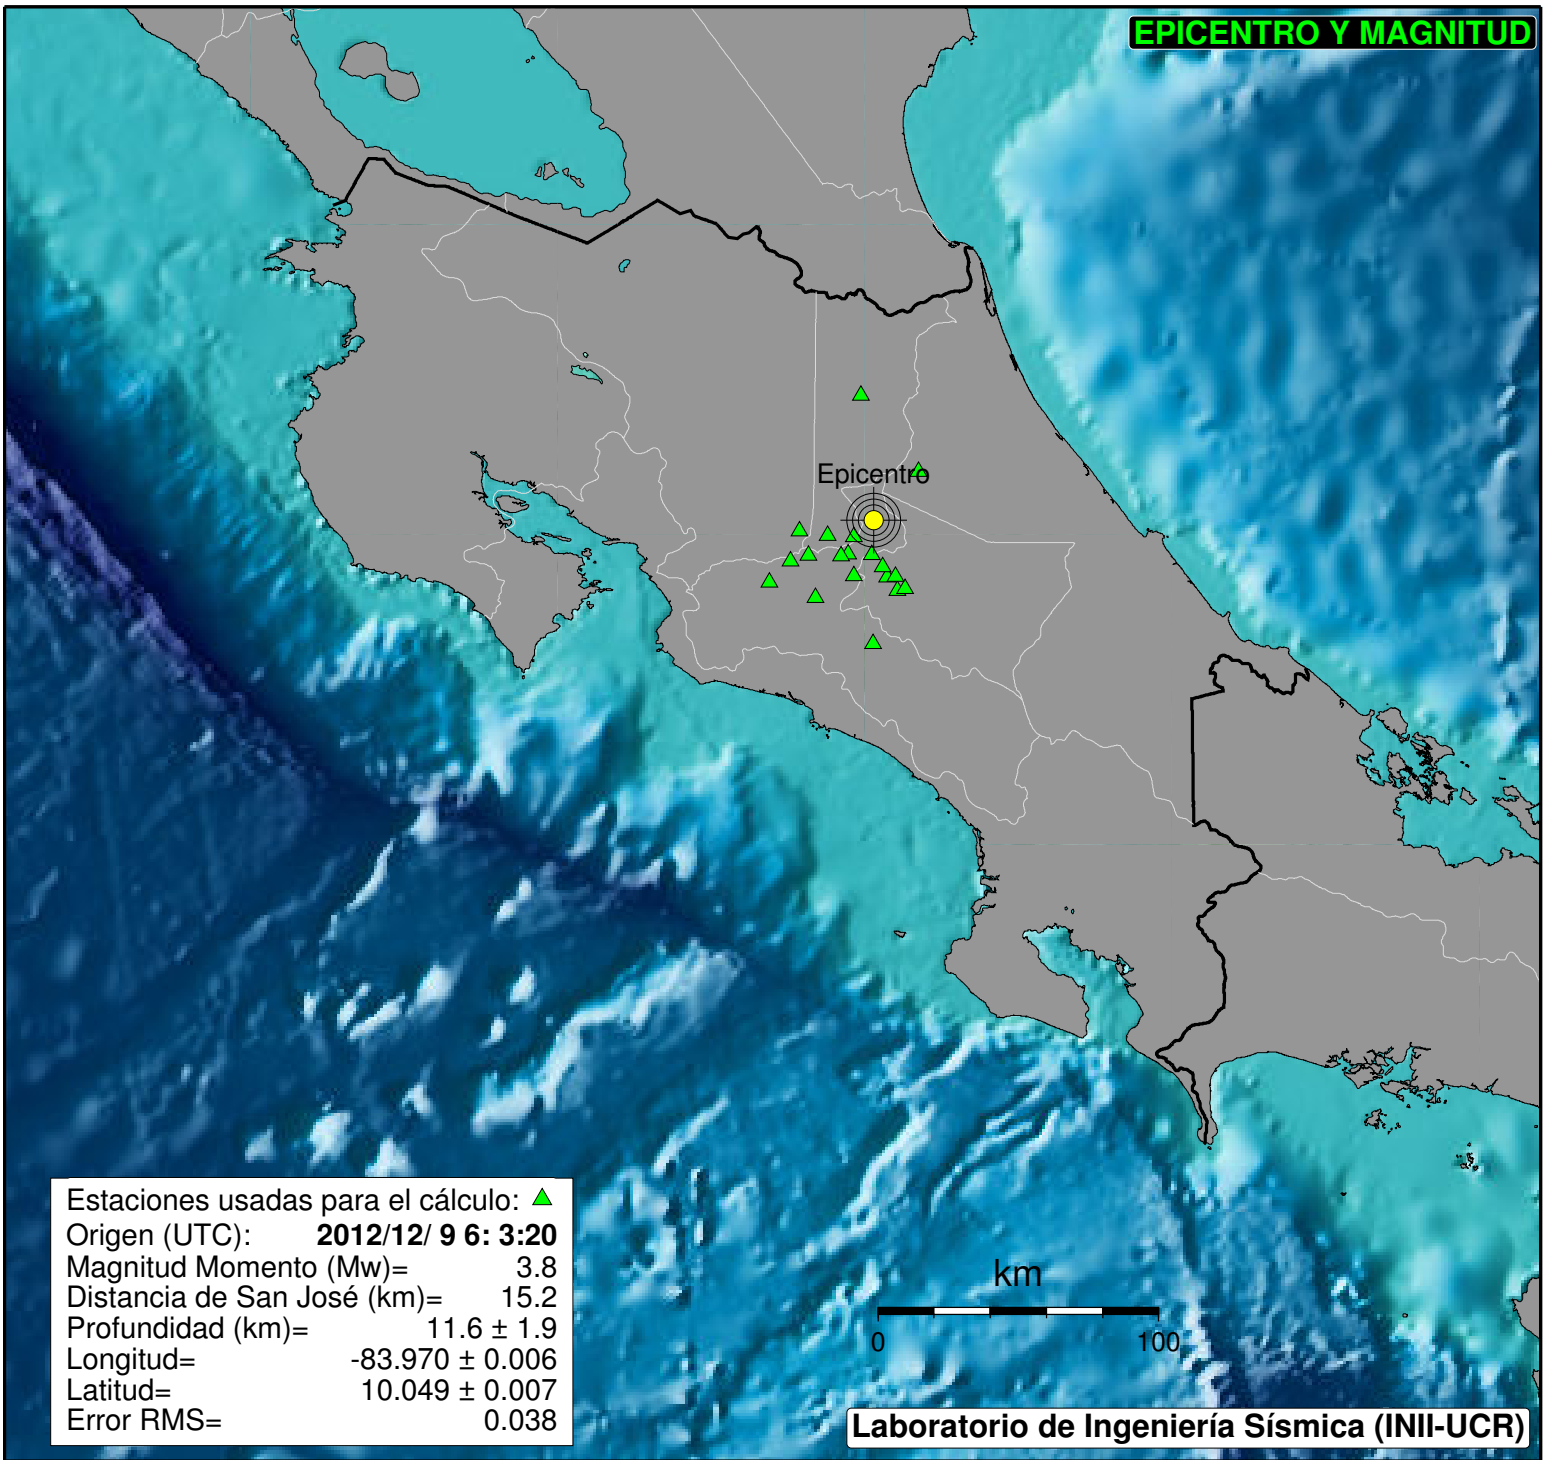 EPICENTRO Y MAGNITUD
Epicentro
Estaciones usadas para el cálculo:
Origen (UTC): 2012/12/ 9 6: 3:20
Magnitud Momento (Mw)= 3.8
Distancia de San José (km)= 15.2
Profundidad (km)= 11.6 ± 1.9
Longitud= -83.970 ± 0.006
Latitud= 10.049 ± 0.007
Error RMS= 0.038
km
0 100
Laboratorio de Ingeniería Sísmica (INII-UCR)